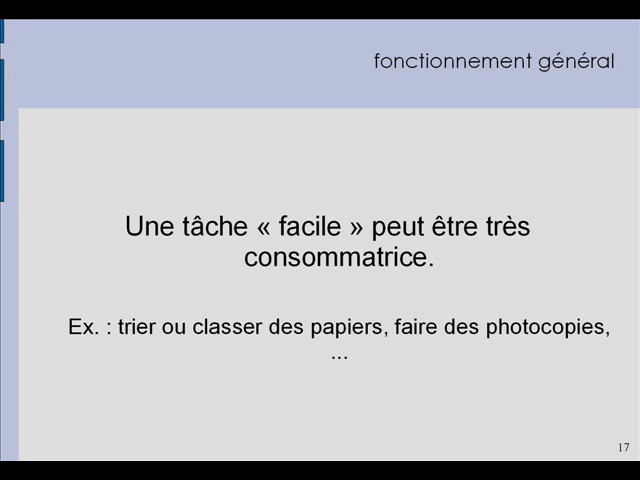 fonctionnement général
Une tâche « facile » peut être très
consommatrice.
Ex. : trier ou classer des papiers, faire des photocopies,
...
17